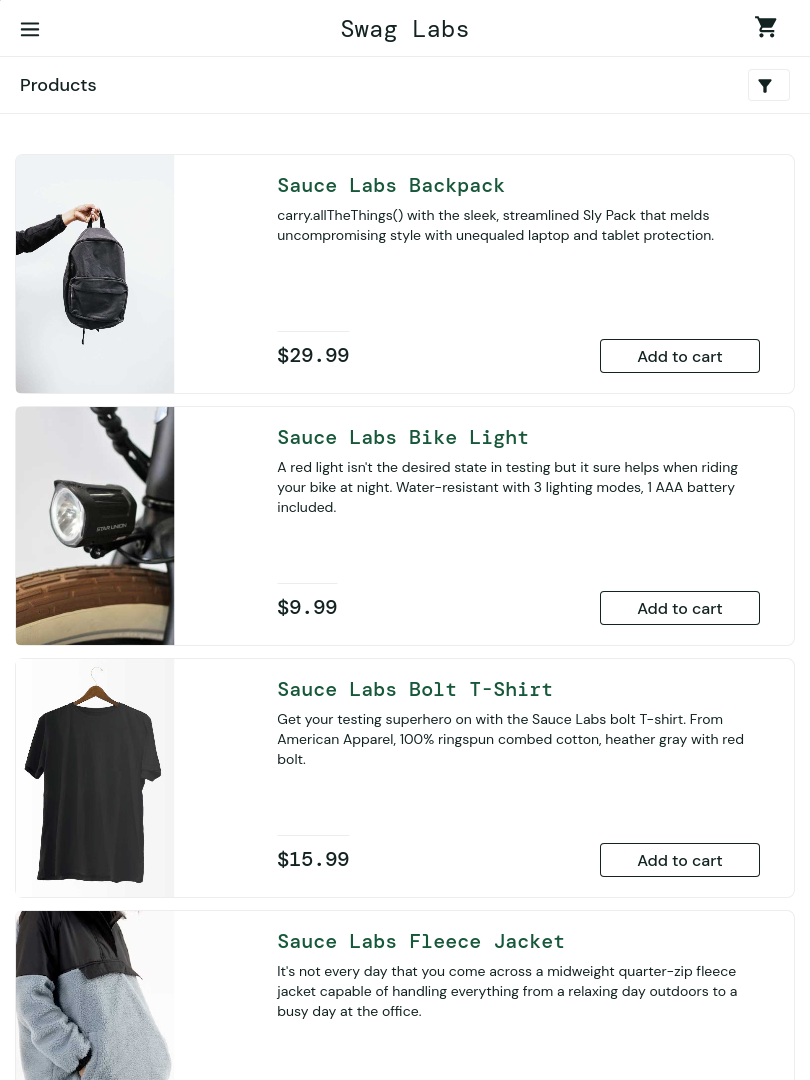 Swag Labs
Products
Sauce Labs Backpack
carry.allTheThings() with the sleek, streamlined Sly Pack that melds
uncompromising style with unequaled laptop and tablet protection.
$29.99
Add to cart
Sauce Labs Bike Light
A red light isn't the desired state in testing but it sure helps when riding
your bike at night. Water-resistant with 3 lighting modes, 1 AAA battery
included.
STAR UNION
$9.99
Add to cart
Sauce Labs Bolt T-Shirt
Get your testing superhero on with the Sauce Labs bolt T-shirt. From
American Apparel, 100% ringspun combed cotton, heather gray with red
bolt.
$15.99
Add to cart
Sauce Labs Fleece Jacket
It's not every day that you come across a midweight quarter-zip fleece
jacket capable of handling everything from a relaxing day outdoors to a
busy day at the office.